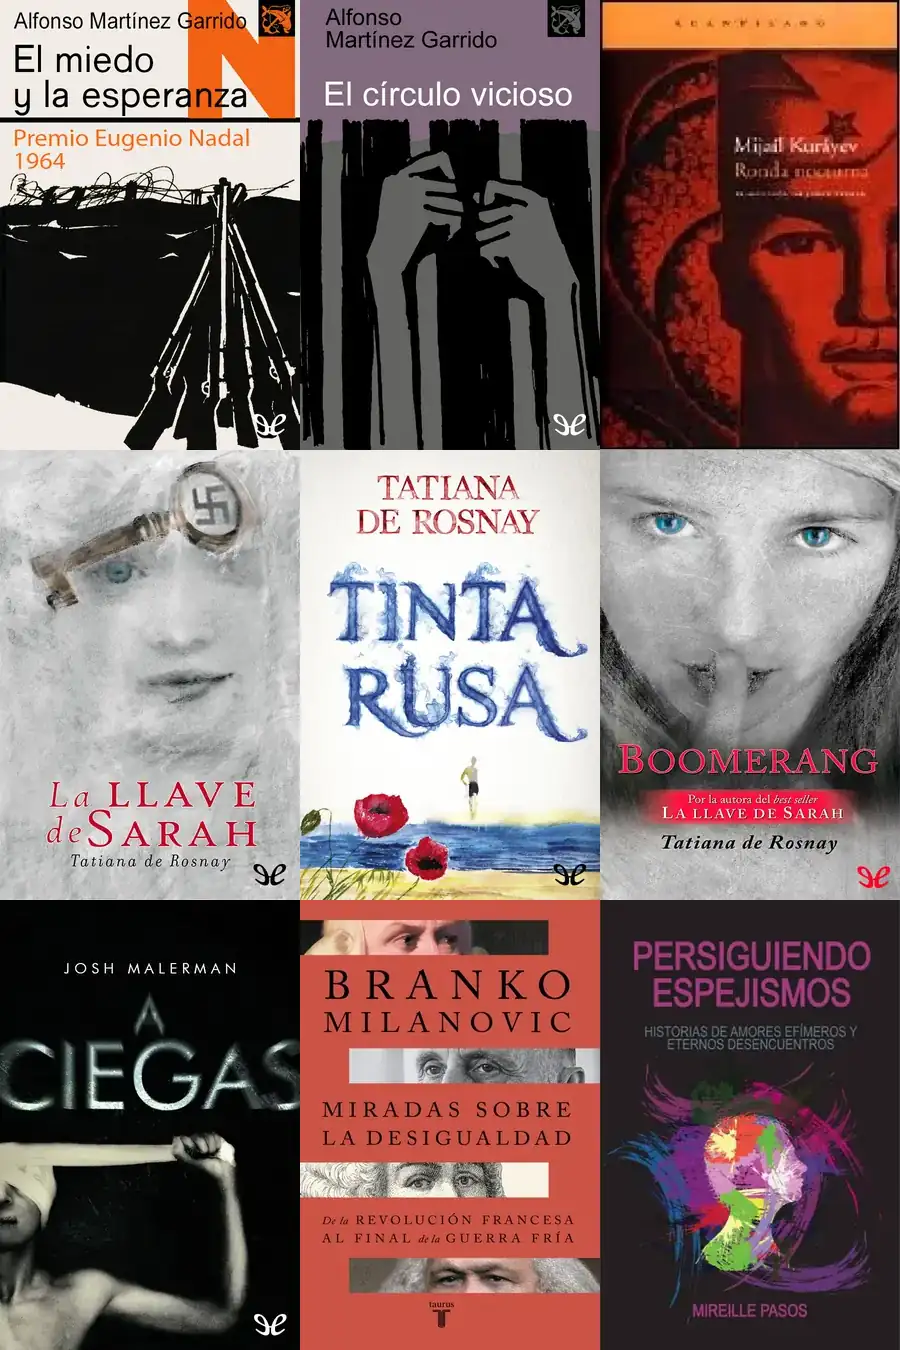 Alfonso Martínez Garrido
N
El miedo
y la esperanza
Premio Eugenio Nadal
1964
Alfonso
Martínez Garrido
El círculo vicioso
ACANTILADO
Mijaíl Kuráyev
Ronda nocturna
La LLAVE
de SARAH
Tatiana de Rosnay
TATIANA
DE ROSNAY
TINTA
RUSA
BOOMERANG
Por la autora del best seller
LA LLAVE DE SARAH
Tatiana de Rosnay
JOSH MALERMAN
A
CIEGAS
BRANKO
MILANOVIC
MIRADAS SOBRE
LA DESIGUALDAD
De la REVOLUCIÓN FRANCESA
AL FINAL de la GUERRA FRÍA
taurus
T
PERSIGUIENDO
ESPEJISMOS
HISTORIAS DE AMORES EFÍMEROS Y
ETERNOS DESENCUENTROS
MIREILLE PASOS